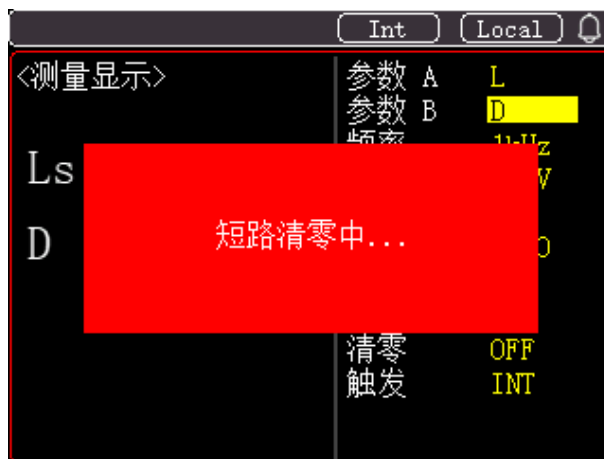 Int Local
<测量显示> 参数 A L
参数 B D
Ls
短路清零中...
D
清零 OFF
触发 INT